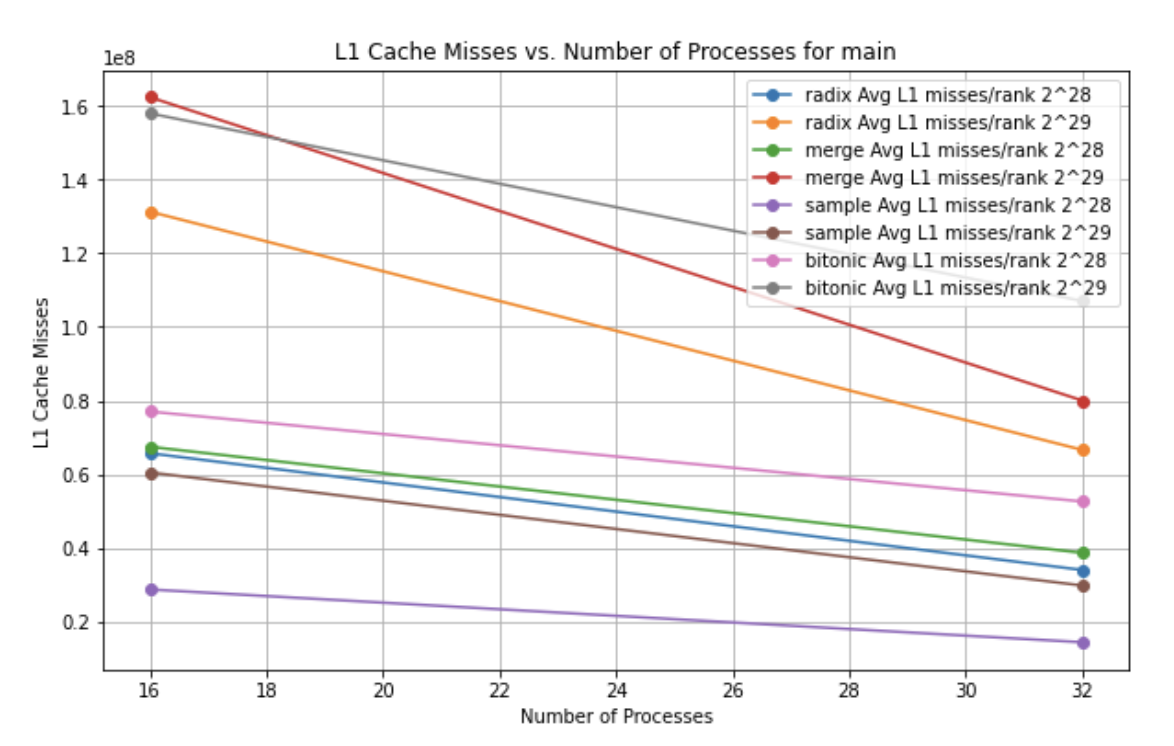 L1 Cache Misses vs. Number of Processes for main
1e8
1.6
1.4
1.2
1.0
0.8
0.6
0.4
0.2
L1 Cache Misses
radix Avg L1 misses/rank 2^28
radix Avg L1 misses/rank 2^29
merge Avg L1 misses/rank 2^28
merge Avg L1 misses/rank 2^29
sample Avg L1 misses/rank 2^28
sample Avg L1 misses/rank 2^29
bitonic Avg L1 misses/rank 2^28
bitonic Avg L1 misses/rank 2^29
16 18 20 22 24 26 28 30 32
Number of Processes